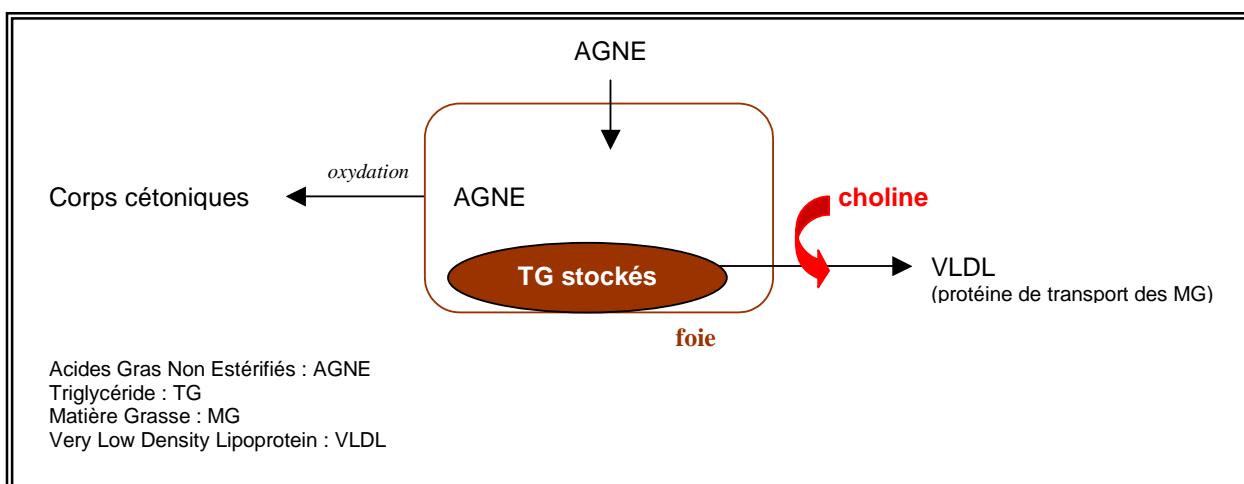 AGNE
oxydation
Corps cétoniques
AGNE
choline
TG stockés
VLDL
(protéine de transport des MG)
foie
Acides Gras Non Estérifiés : AGNE
Triglycéride : TG
Matière Grasse : MG
Very Low Density Lipoprotein : VLDL